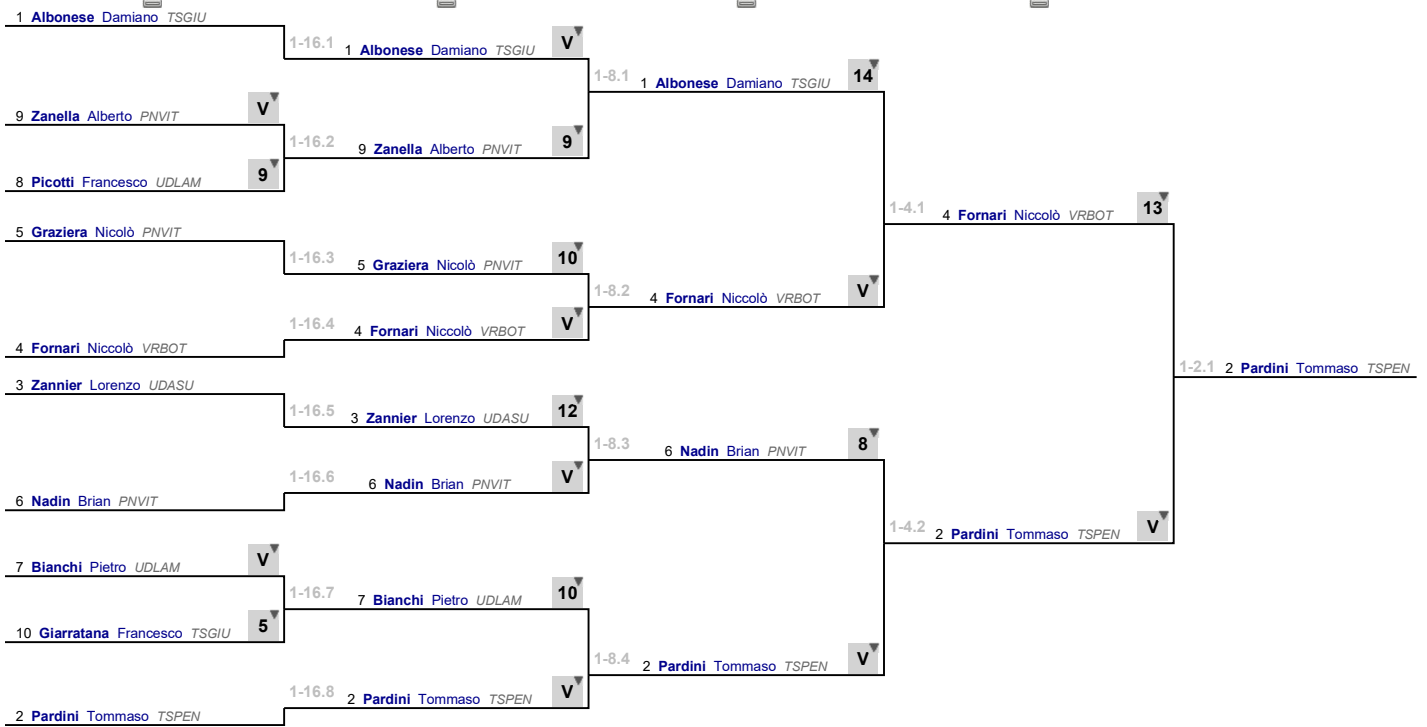 1 Albonese Damiano TSGIU
1-16.1 1 Albonese Damiano TSGIU V
1-8.1 1 Albonese Damiano TSGIU 14
9 Zanella Alberto PNVIT V
1-16.2 9 Zanella Alberto PNVIT 9
8 Picotti Francesco UDLAM 9
1-4.1 4 Fornari Niccolò VRBOT 13
5 Graziera Nicolò PNVIT
1-16.3 5 Graziera Nicolò PNVIT 10
1-8.2 4 Fornari Niccolò VRBOT V
1-16.4 4 Fornari Niccolò VRBOT V
4 Fornari Niccolò VRBOT
1-2.1 2 Pardini Tommaso TSPEN
3 Zannier Lorenzo UDASU
1-16.5 3 Zannier Lorenzo UDASU 12
1-8.3 6 Nadin Brian PNVIT 8
1-16.6 6 Nadin Brian PNVIT V
6 Nadin Brian PNVIT
1-4.2 2 Pardini Tommaso TSPEN V
7 Bianchi Pietro UDLAM V
1-16.7 7 Bianchi Pietro UDLAM 10
10 Giarratana Francesco TSGIU 5
1-8.4 2 Pardini Tommaso TSPEN V
1-16.8 2 Pardini Tommaso TSPEN V
2 Pardini Tommaso TSPEN